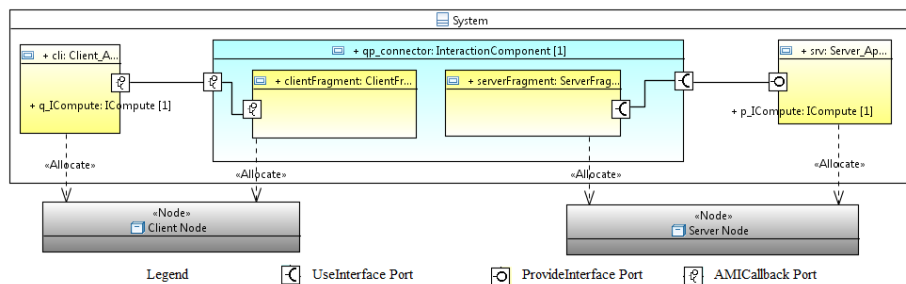 System
+ cli: Client_A...
+ q_ICompute: ICompute [1]
+ qp_connector: InteractionComponent [1]
+ clientFragment: ClientFr...
+ serverFragment: ServerFrag...
+ srv: Server_Ap...
+ p_ICompute: ICompute [1]
«Allocate»
«Allocate»
«Allocate»
«Allocate»
«Node»
Client Node
«Node»
Server Node
Legend
UseInterface Port
ProvideInterface Port
AMICallback Port